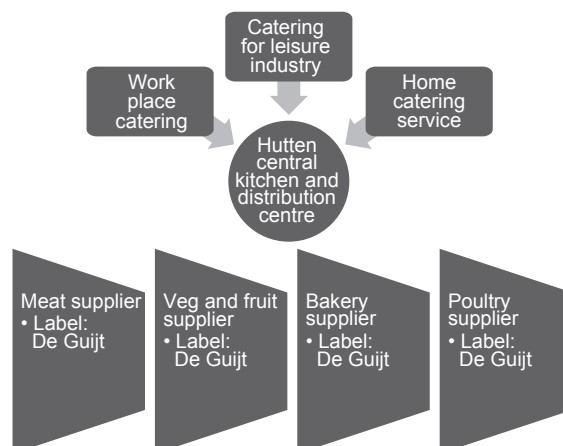 Catering
for leisure
industry
Work
place
catering
Home
catering
service
Hutten
central
kitchen and
distribution
centre
Meat supplier
• Label:
De Guijt
Veg and fruit
supplier
• Label:
De Guijt
Bakery
supplier
• Label:
De Guijt
Poultry
supplier
• Label:
De Guijt